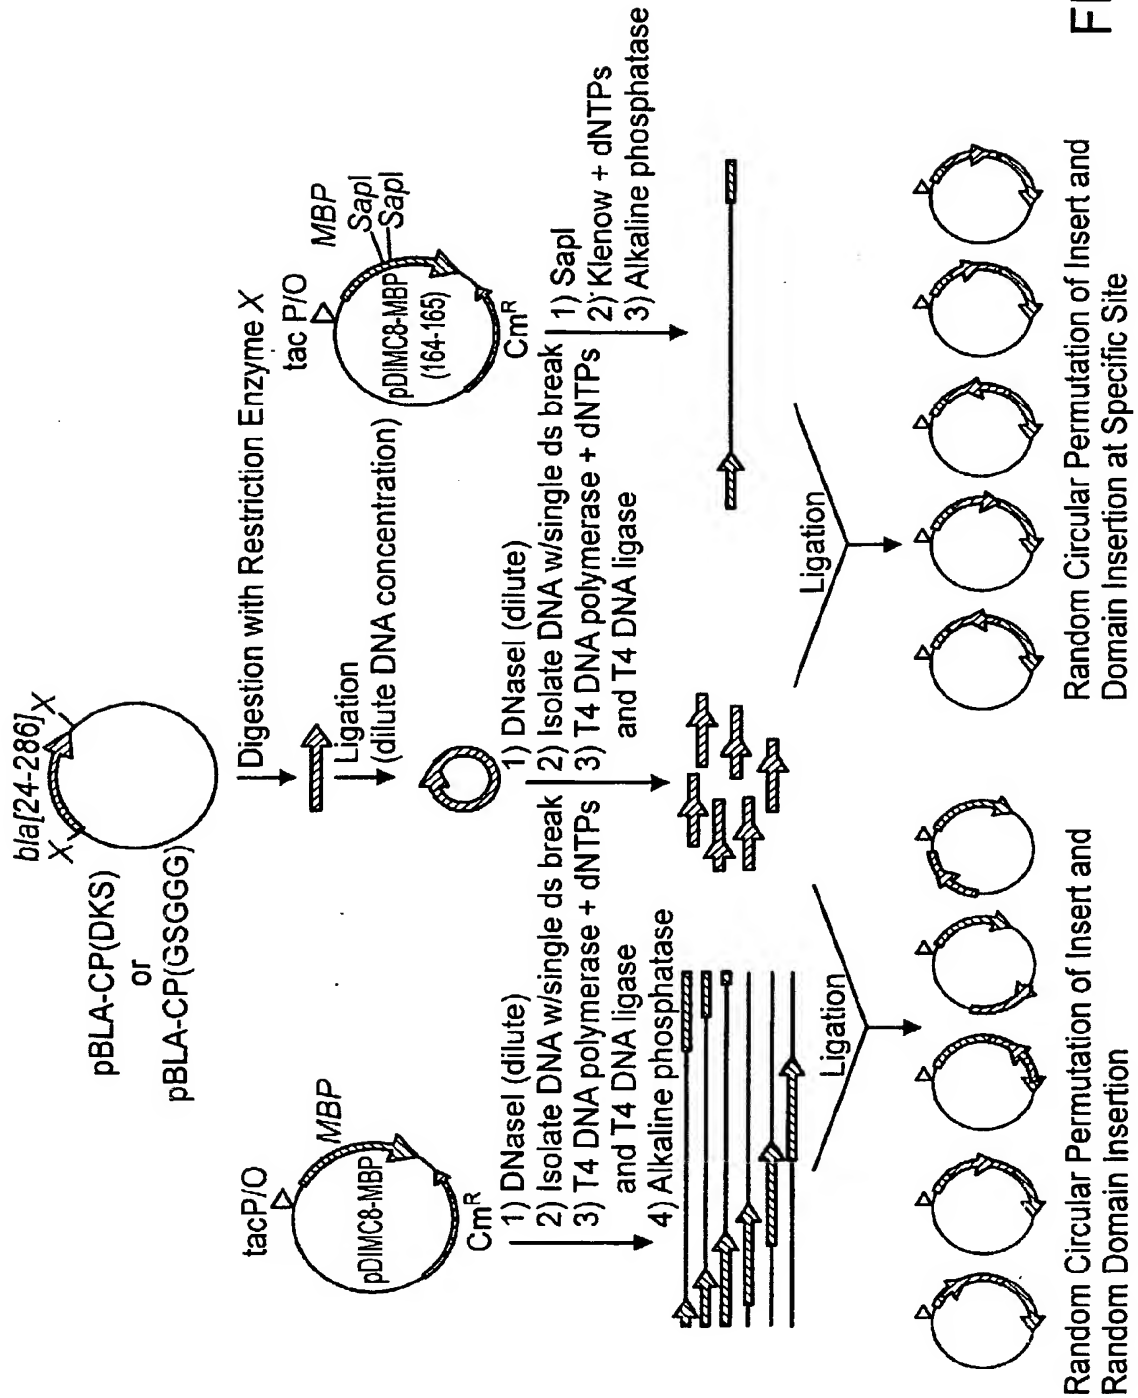 bla[24-286]
X
X
pBLA-CP(DKS)
or
pBLA-CP(GSGGG)
Digestion with Restriction Enzyme X
Ligation
(dilute DNA concentration)
tacP/O
MBP
pDIMC8-MBP
CmR
1) DNaseI (dilute)
2) Isolate DNA w/single ds break
3) T4 DNA polymerase + dNTPs
and T4 DNA ligase
4) Alkaline phosphatase
1) DNaseI (dilute)
2) Isolate DNA w/single ds break
3) T4 DNA polymerase + dNTPs
and T4 DNA ligase
tac P/O
MBP
SapI
SapI
pDIMC8-MBP
(164-165)
CmR
1) SapI
2) Klenow + dNTPs
3) Alkaline phosphatase
Ligation
Ligation
Random Circular Permutation of Insert and
Random Domain Insertion
Random Circular Permutation of Insert and
Domain Insertion at Specific Site